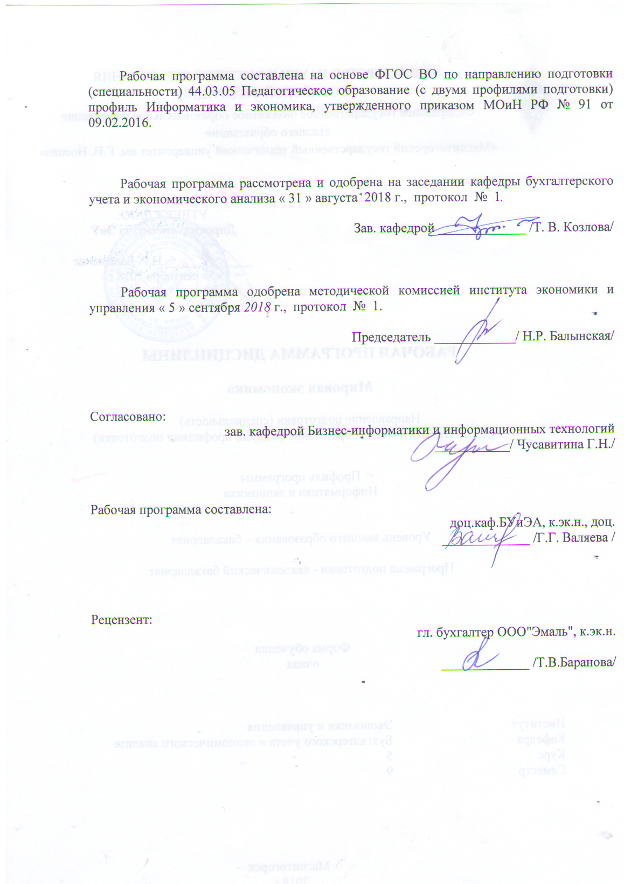 Рабочая программа составлена на основе ФГОС ВО по направлению подготовки
(специальности) 44.03.05 Педагогическое образование (с двумя профилями подготовки)
профиль Информатика и экономика, утвержденного приказом МОиН РФ № 91 от
09.02.2016.
Рабочая программа рассмотрена и одобрена на заседании кафедры бухгалтерского
учета и экономического анализа « 31 » августа 2018 г., протокол № 1.
Зав. кафедрой ______________ /Т. В. Козлова/
Рабочая программа одобрена методической комиссией института экономики и
управления « 5 » сентября 2018 г., протокол № 1.
Председатель ____________/ Н.Р. Балынская/
Согласовано:
зав. кафедрой Бизнес-информатики и информационных технологий
___________/ Чусавитина Г.Н./
Рабочая программа составлена:
доц.каф.БУиЭА, к.эк.н., доц.
_____________ /Г.Г. Валяева /
Рецензент:
гл. бухгалтер ООО"Эмаль", к.эк.н.
_____________ /Т.В.Баранова/